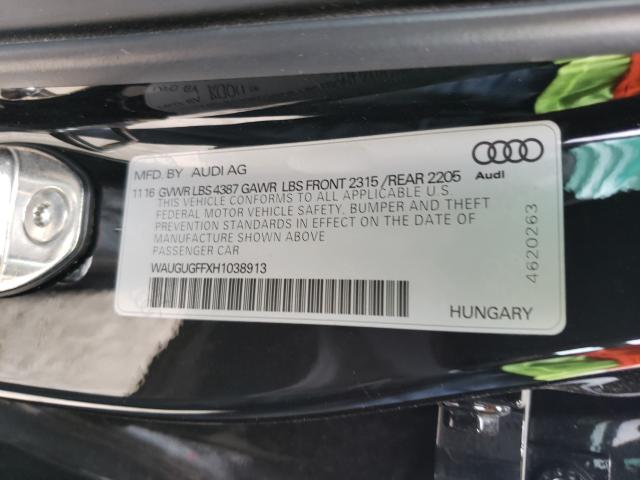 MFD. BY AUDI AG
11 16 GVWR LBS 4387 GAWR LBS FRONT 2315 /REAR 2205
THIS VEHICLE CONFORMS TO ALL APPLICABLE U.S.
FEDERAL MOTOR VEHICLE SAFETY, BUMPER AND THEFT
PREVENTION STANDARDS IN EFFECT ON THE DATE OF
MANUFACTURE SHOWN ABOVE
PASSENGER CAR
WAUGUGFFXH1038913
HUNGARY
Audi
4620263